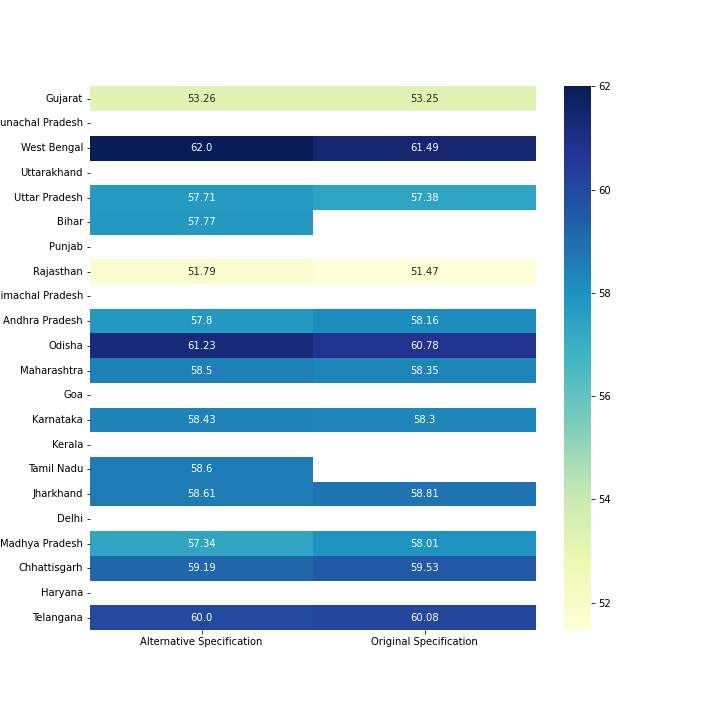 Gujarat 53.26 53.25
unachal Pradesh
West Bengal 62.0 61.49
Uttarakhand
Uttar Pradesh 57.71 57.38
Bihar 57.77
Punjab
Rajasthan 51.79 51.47
imachal Pradesh
Andhra Pradesh 57.8 58.16
Odisha 61.23 60.78
Maharashtra 58.5 58.35
Goa
Karnataka 58.43 58.3
Kerala
Tamil Nadu 58.6
Jharkhand 58.61 58.81
Delhi
Madhya Pradesh 57.34 58.01
Chhattisgarh 59.19 59.53
Haryana
Telangana 60.0 60.08
Alternative Specification Original Specification
62
60
58
56
54
52